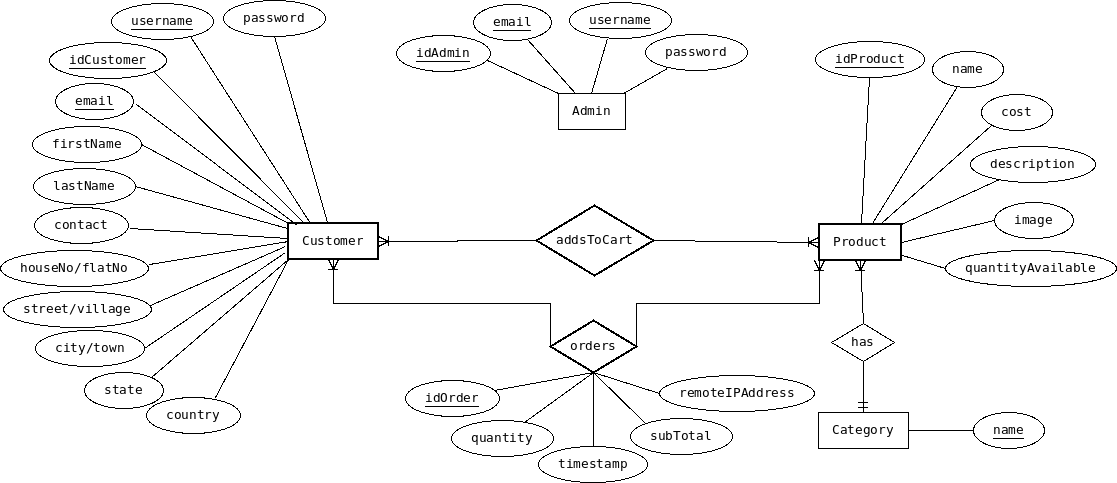 username
password
idCustomer
email
firstName
lastName
contact
houseNo/flatNo
street/village
city/town
state
country
Customer
idAdmin
email
username
password
Admin
idProduct
name
cost
description
image
quantityAvailable
Product
addsToCart
orders
idOrder
quantity
timestamp
subTotal
remoteIPAddress
has
Category
name